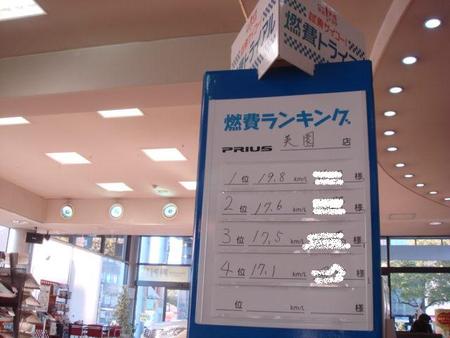 燃費トライアル
燃費ランキング
PRIUS 英園 店
1 位 19.8 km/L 様
2 位 17.6 km/L 様
3 位 17.5 km/L 様
4 位 17.1 km/L 様
位 km/L 様